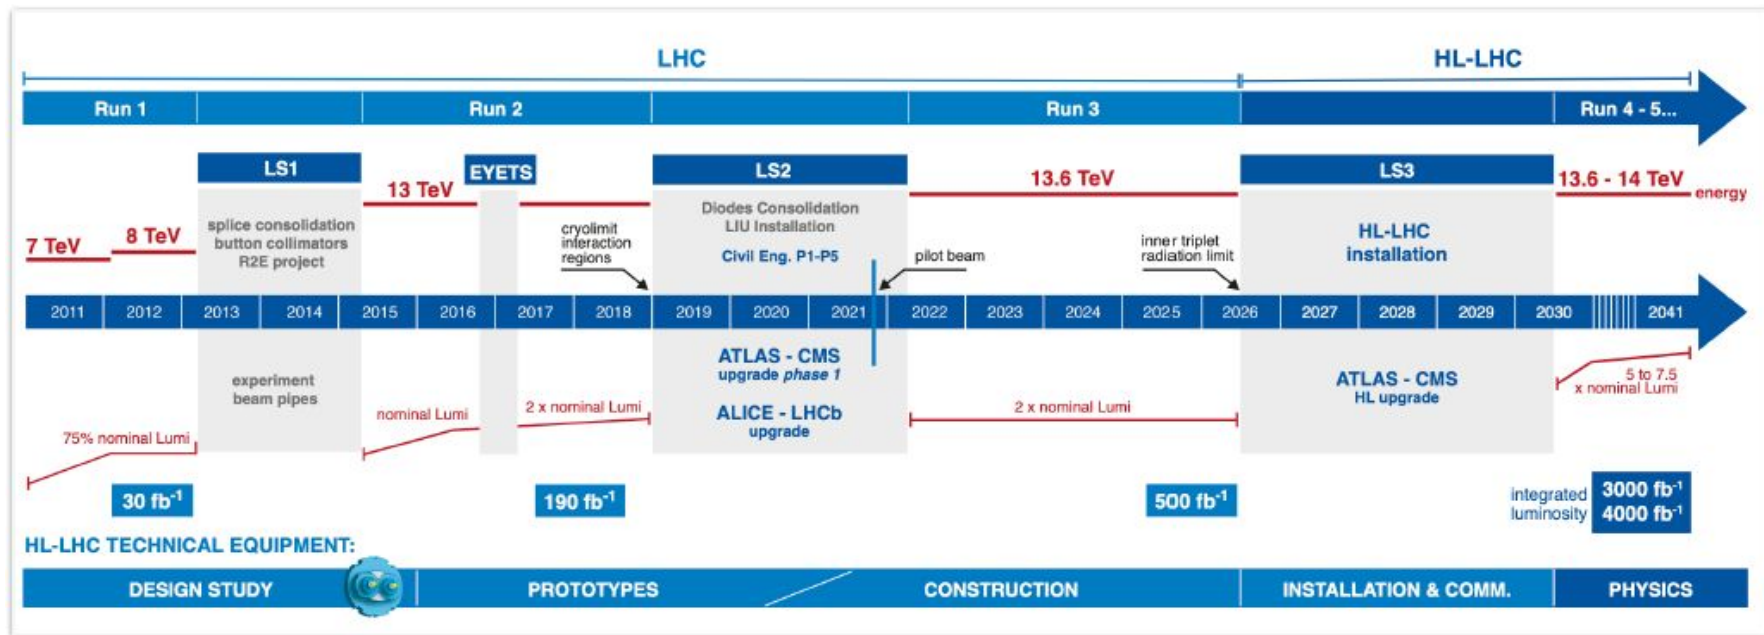 LHC
HL-LHC
Run 1
Run 2
Run 3
Run 4 - 5...
LS1
EYETS
LS2
LS3
13 TeV
13.6 TeV
13.6 - 14 TeV
energy
7 TeV
8 TeV
splice consolidation
button collimators
R2E project
cryolimit
interaction
regions
Diodes Consolidation
LIU Installation
Civil Eng. P1-P5
pilot beam
inner triplet
radiation limit
HL-LHC
installation
2011
2012
2013
2014
2015
2016
2017
2018
2019
2020
2021
2022
2023
2024
2025
2026
2027
2028
2029
2030
2041
experiment
beam pipes
ATLAS - CMS
upgrade phase 1
ALICE - LHCb
upgrade
ATLAS - CMS
HL upgrade
5 to 7.5
x nominal Lumi
75% nominal Lumi
nominal Lumi
2 x nominal Lumi
2 x nominal Lumi
30 fb⁻¹
190 fb⁻¹
500 fb⁻¹
integrated
luminosity
3000 fb⁻¹
4000 fb⁻¹
HL-LHC TECHNICAL EQUIPMENT:
DESIGN STUDY
PROTOTYPES
CONSTRUCTION
INSTALLATION & COMM.
PHYSICS